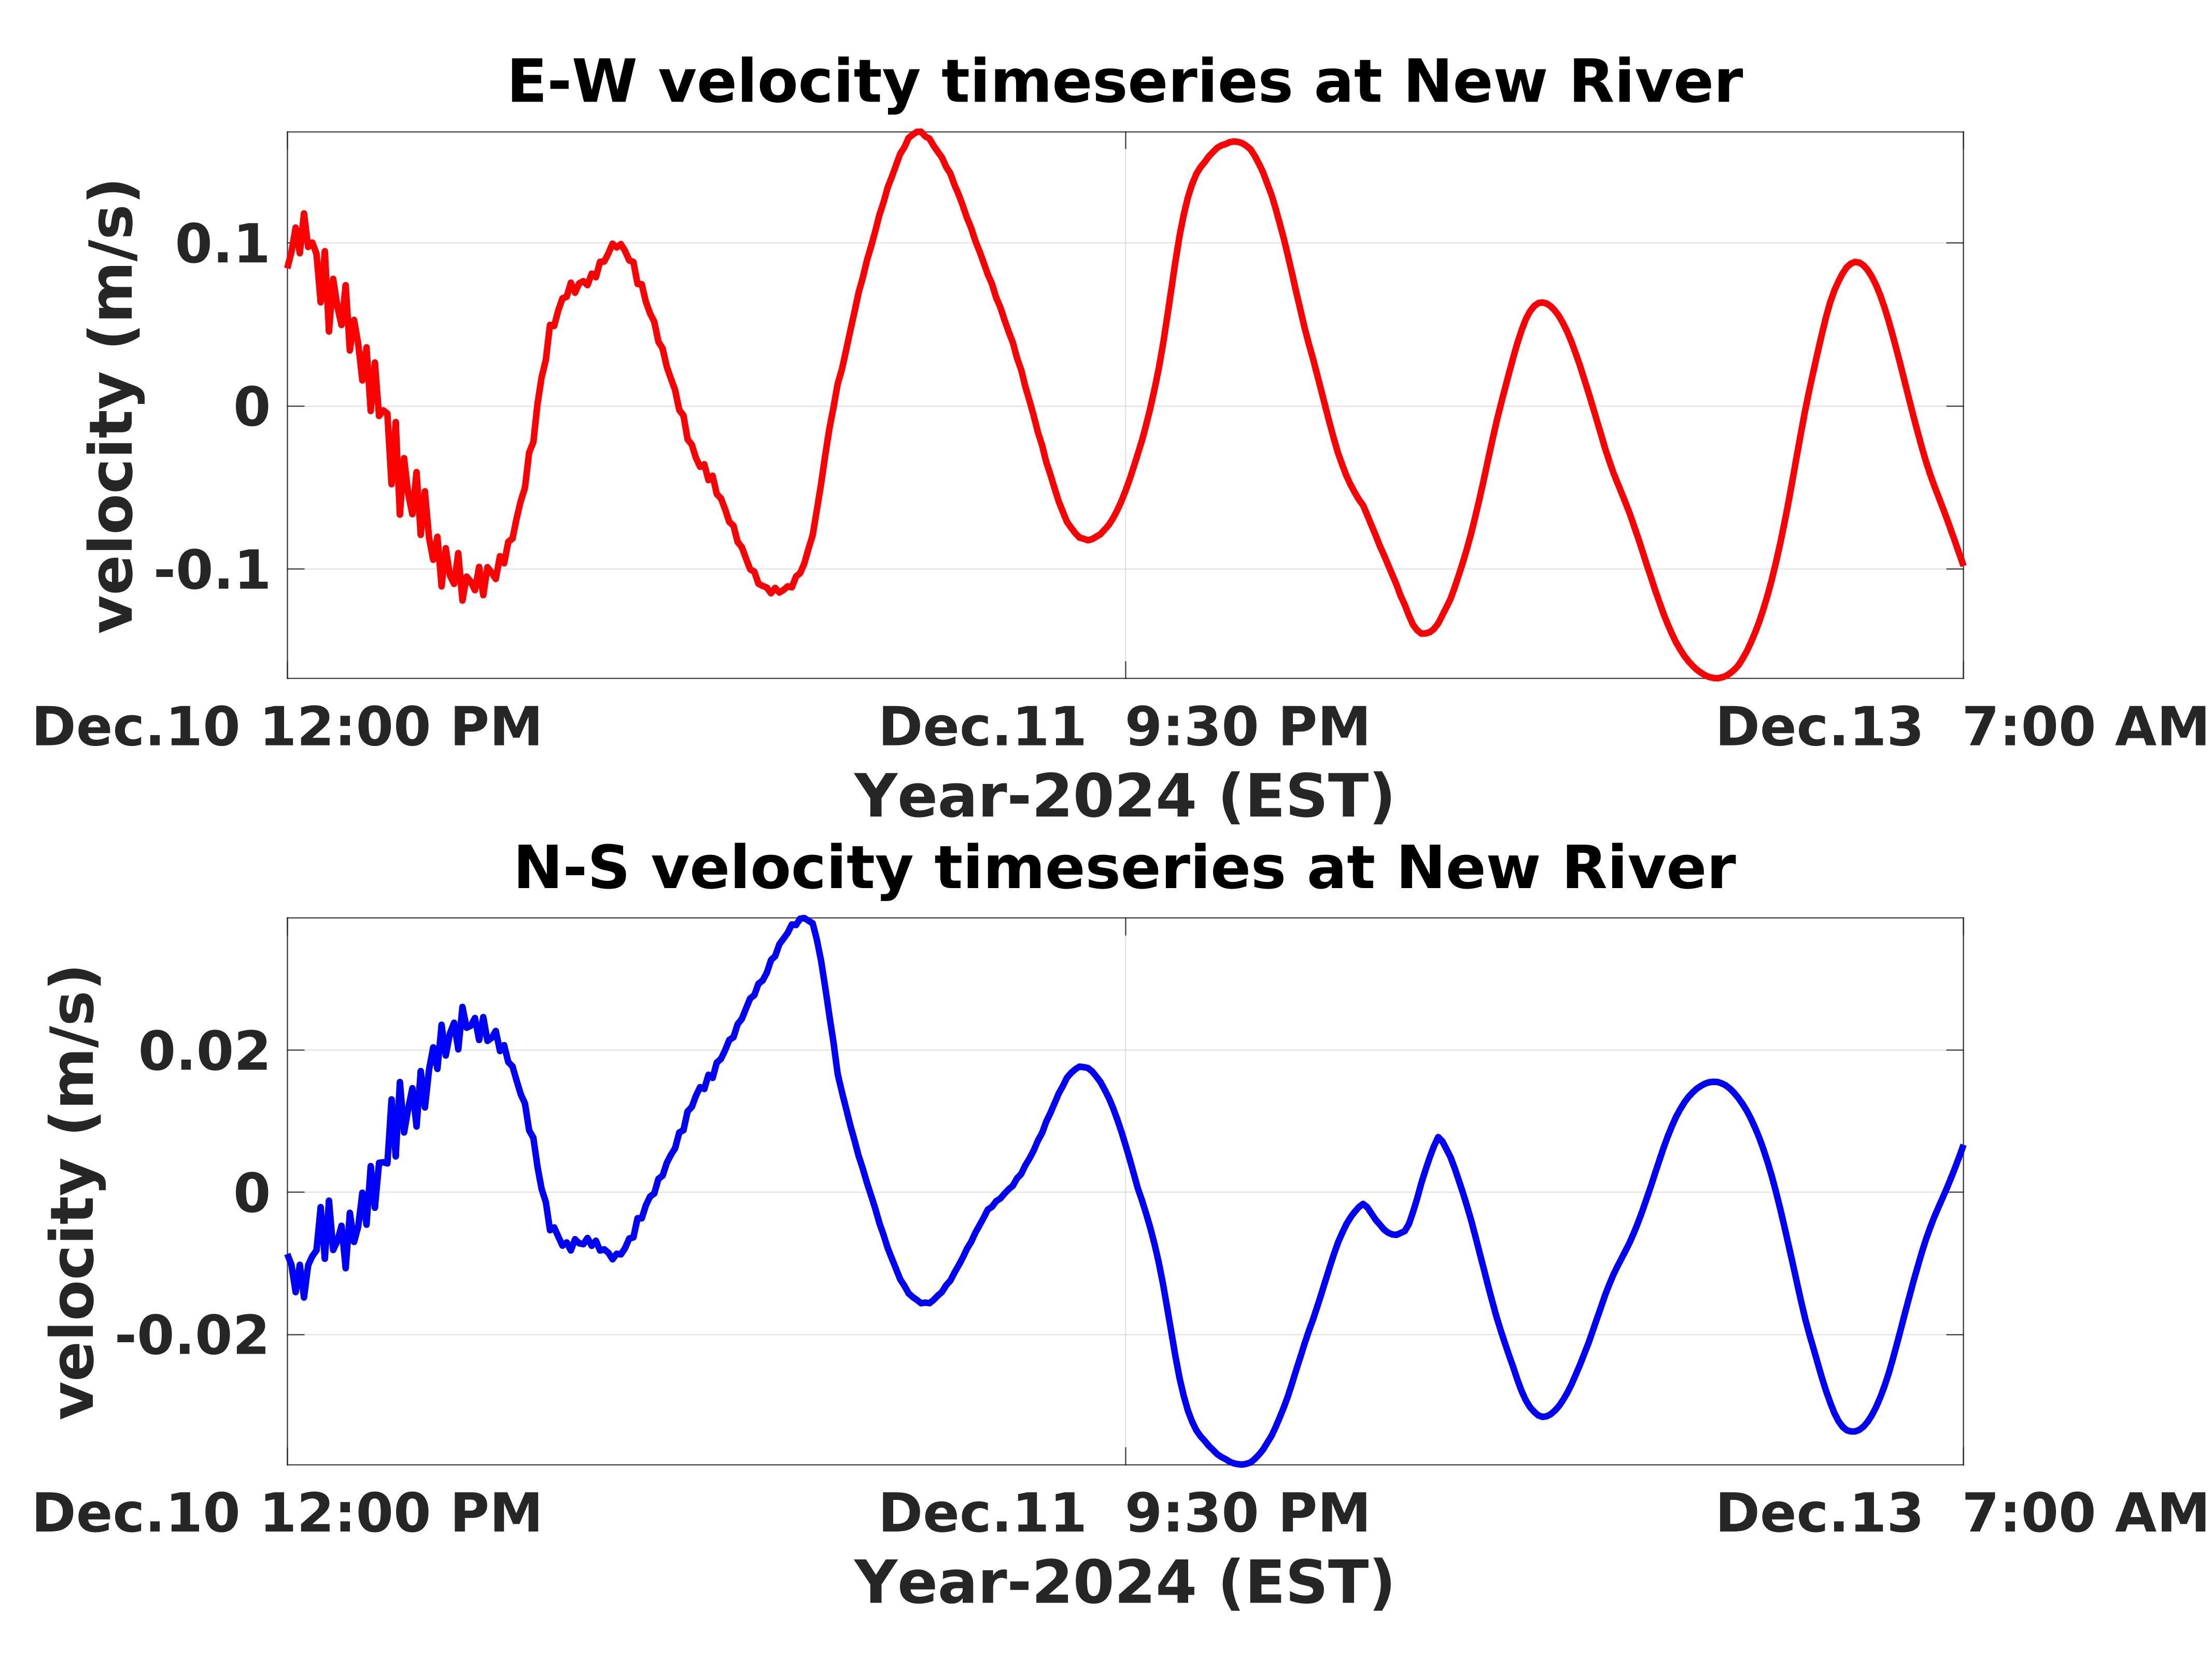 E-W velocity timeseries at New River
velocity (m/s)
0.1
0
-0.1
Dec.10 12:00 PM Dec.11  9:30 PM Dec.13  7:00 AM
Year-2024 (EST)
N-S velocity timeseries at New River
velocity (m/s)
0.02
0
-0.02
Dec.10 12:00 PM Dec.11  9:30 PM Dec.13  7:00 AM
Year-2024 (EST)